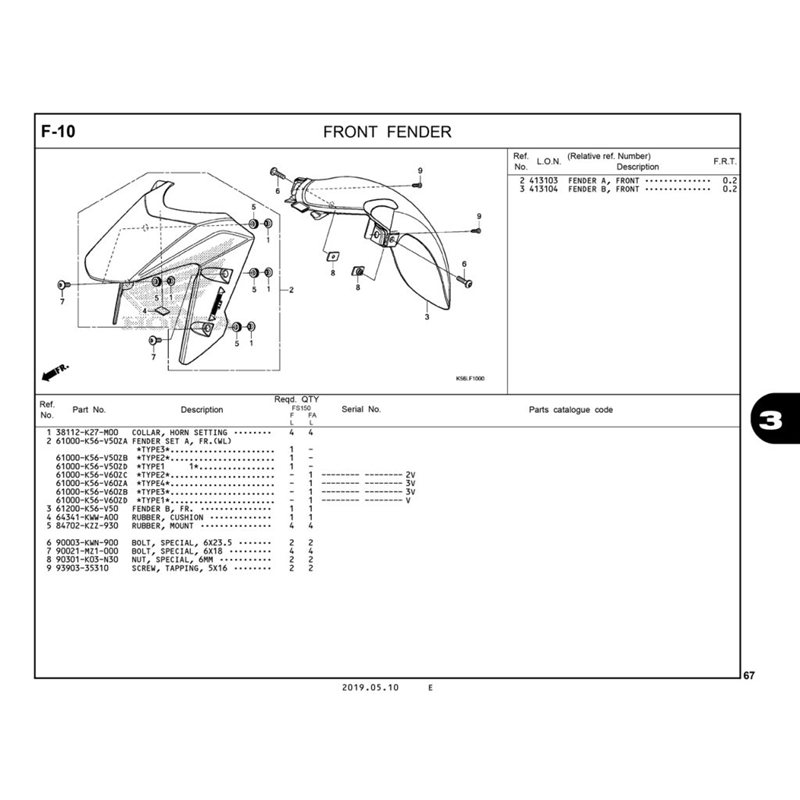 F-10
FRONT FENDER
Ref. No. L.O.N. (Relative ref. Number) Description F.R.T.
2 413103 FENDER A, FRONT ·············· 0.2
3 413104 FENDER B, FRONT ·············· 0.2
9
6
5
1
9
5
1
8
8
6
7
5
1
2
4
3
5
1
7
FR.
K56LF1000
Ref. No. Part No. Description Reqd. QTY FS150 F FA L L Serial No. Parts catalogue code
1 38112-K27-M00 COLLAR, HORN SETTING ········ 4 4
2 61000-K56-V50ZA FENDER SET A, FR.(WL)
*TYPE3*...................... 1 -
61000-K56-V50ZB *TYPE2*...................... 1 -
61000-K56-V50ZD *TYPE1 1*................ 1 -
61000-K56-V60ZC *TYPE2*...................... - 1 -------- -------- 2V
61000-K56-V60ZA *TYPE4*...................... - 1 -------- -------- 3V
61000-K56-V60ZB *TYPE3*...................... - 1 -------- -------- 3V
61000-K56-V60ZD *TYPE1*...................... - 1 -------- -------- V
3 61200-K56-V50 FENDER B, FR. ··············· 1 1
4 64341-KWW-A00 RUBBER, CUSHION ············· 1 1
5 84702-KZZ-930 RUBBER, MOUNT ··············· 4 4
6 90003-KWN-900 BOLT, SPECIAL, 6X23.5 ······· 2 2
7 90021-MZ1-000 BOLT, SPECIAL, 6X18 ········· 4 4
8 90301-K03-N30 NUT, SPECIAL, 6MM ··········· 2 2
9 93903-35310 SCREW, TAPPING, 5X16 ········ 2 2
3
67
2019.05.10 E